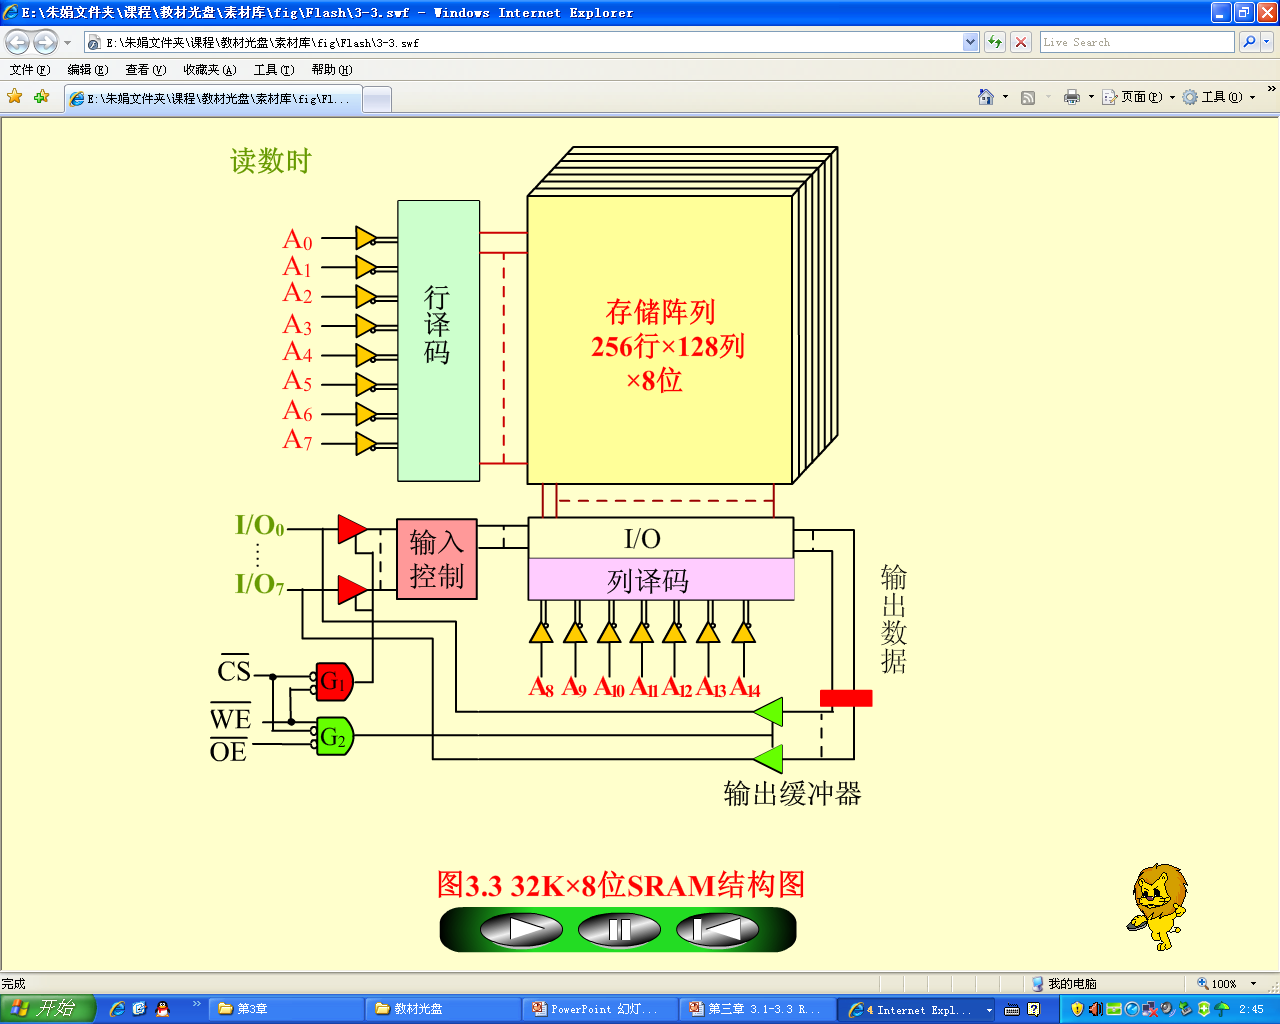 E:\朱娟文件夹\课程\教材光盘\素材库\fig\Flash\3-3.swf - Windows Internet Explorer
E:\朱娟文件夹\课程\教材光盘\素材库\fig\Flash\3-3.swf
Live Search
文件(F) 编辑(E) 查看(V) 收藏夹(A) 工具(T) 帮助(H)
E:\朱娟文件夹\课程\教材光盘\素材库\fig\Fl...
页面(P) 工具(O) »
读数时
A0
A1
A2
A3
A4
A5
A6
A7
行译码
存储阵列
256行×128列
×8位
I/O0
I/O7
输入
控制
I/O
列译码
输出数据
A8 A9 A10 A11 A12 A13 A14
CS
WE
OE
G1
G2
输出缓冲器
图3.3 32K×8位SRAM结构图
完成
我的电脑
100%
开始
»
第3章
教材光盘
PowerPoint 幻灯...
第三章 3.1-3.3 R...
4 Internet Expl...
2:45